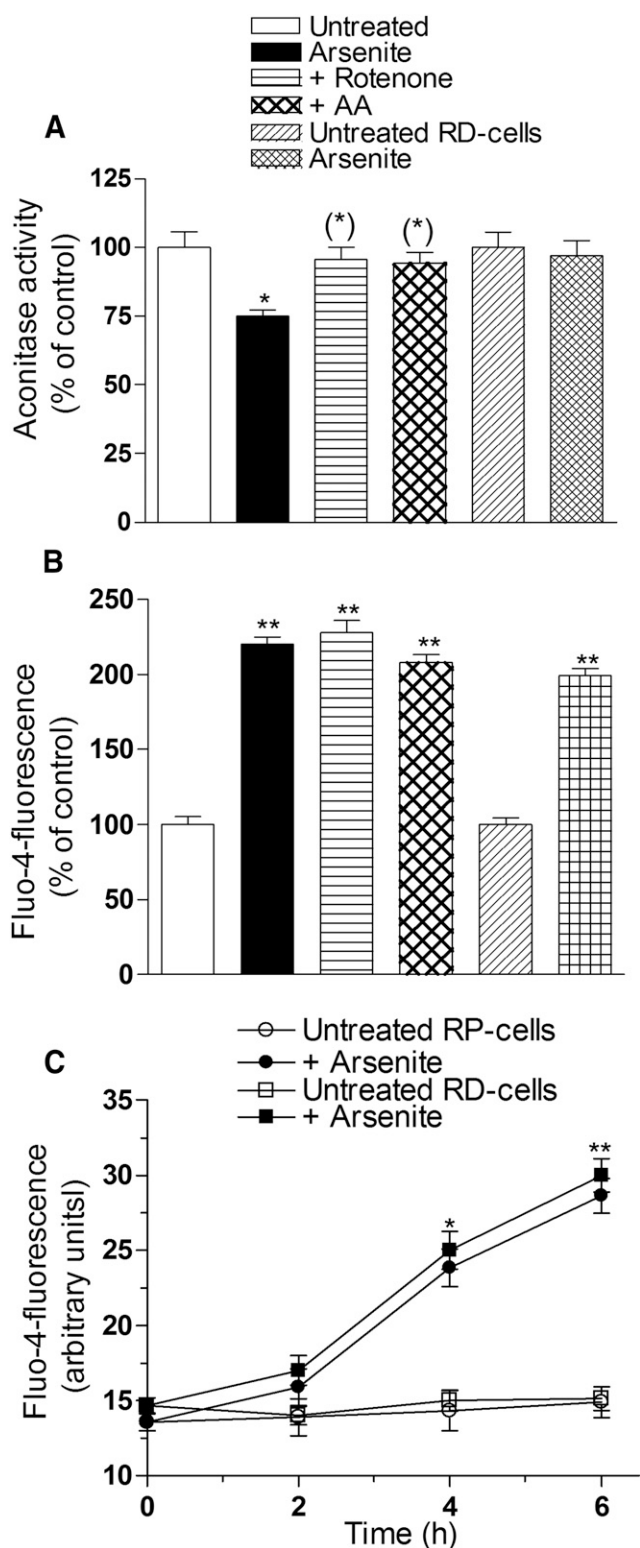 Untreated
Arsenite
+ Rotenone
+ AA
Untreated RD-cells
Arsenite
A
Aconitase activity
(% of control)
125
100
75
50
25
0
*
(*)
(*)
B
Fluo-4-fluorescence
(% of control)
250
200
150
100
50
0
**
**
**
**
Untreated RP-cells
+ Arsenite
Untreated RD-cells
+ Arsenite
C
Fluo-4-fluorescence
(arbitrary unitsl)
35
30
25
20
15
10
*
**
0 2 4 6
Time (h)